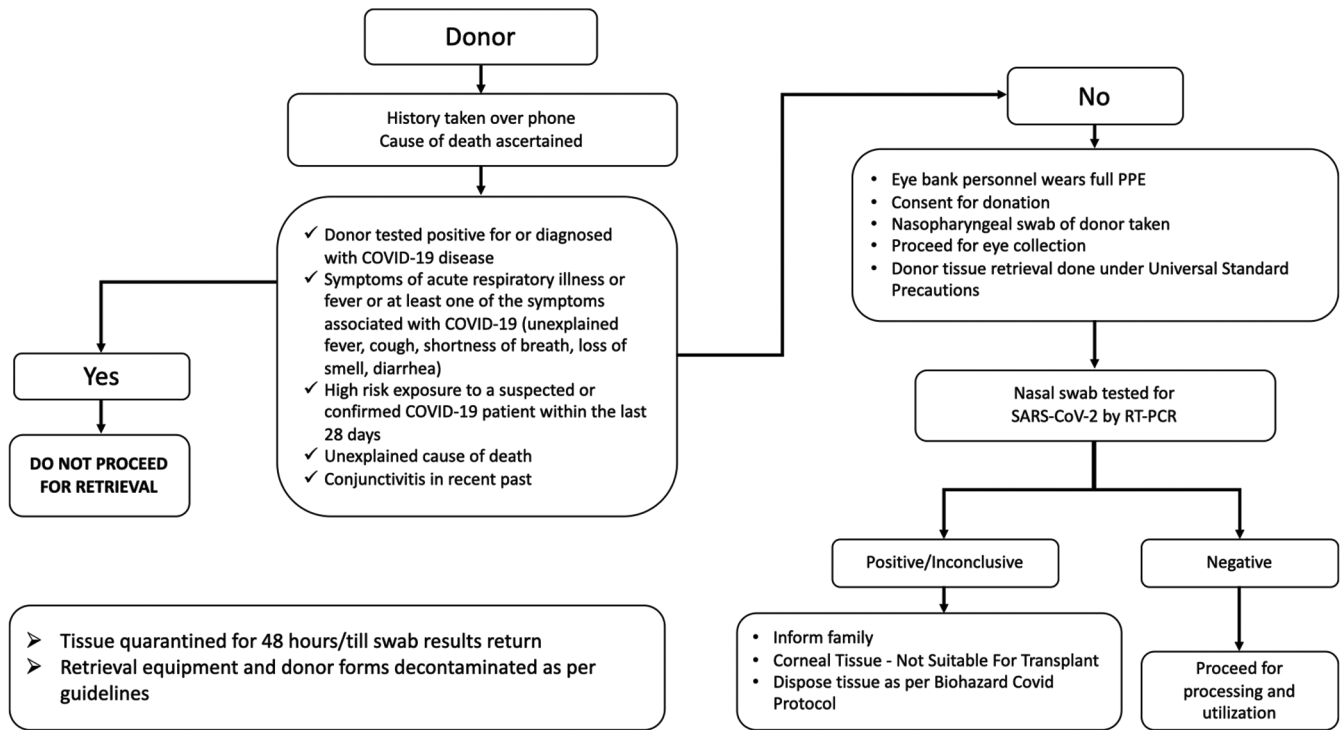 Donor
History taken over phone
Cause of death ascertained
✓ Donor tested positive for or diagnosed
with COVID-19 disease
✓ Symptoms of acute respiratory illness or
fever or at least one of the symptoms
associated with COVID-19 (unexplained
fever, cough, shortness of breath, loss of
smell, diarrhea)
✓ High risk exposure to a suspected or
confirmed COVID-19 patient within the last
28 days
✓ Unexplained cause of death
✓ Conjunctivitis in recent past
Yes
DO NOT PROCEED
FOR RETRIEVAL
No
• Eye bank personnel wears full PPE
• Consent for donation
• Nasopharyngeal swab of donor taken
• Proceed for eye collection
• Donor tissue retrieval done under Universal Standard
Precautions
Nasal swab tested for
SARS-CoV-2 by RT-PCR
Positive/Inconclusive
• Inform family
• Corneal Tissue - Not Suitable For Transplant
• Dispose tissue as per Biohazard Covid
Protocol
Negative
Proceed for
processing and
utilization
➢ Tissue quarantined for 48 hours/till swab results return
➢ Retrieval equipment and donor forms decontaminated as per
guidelines